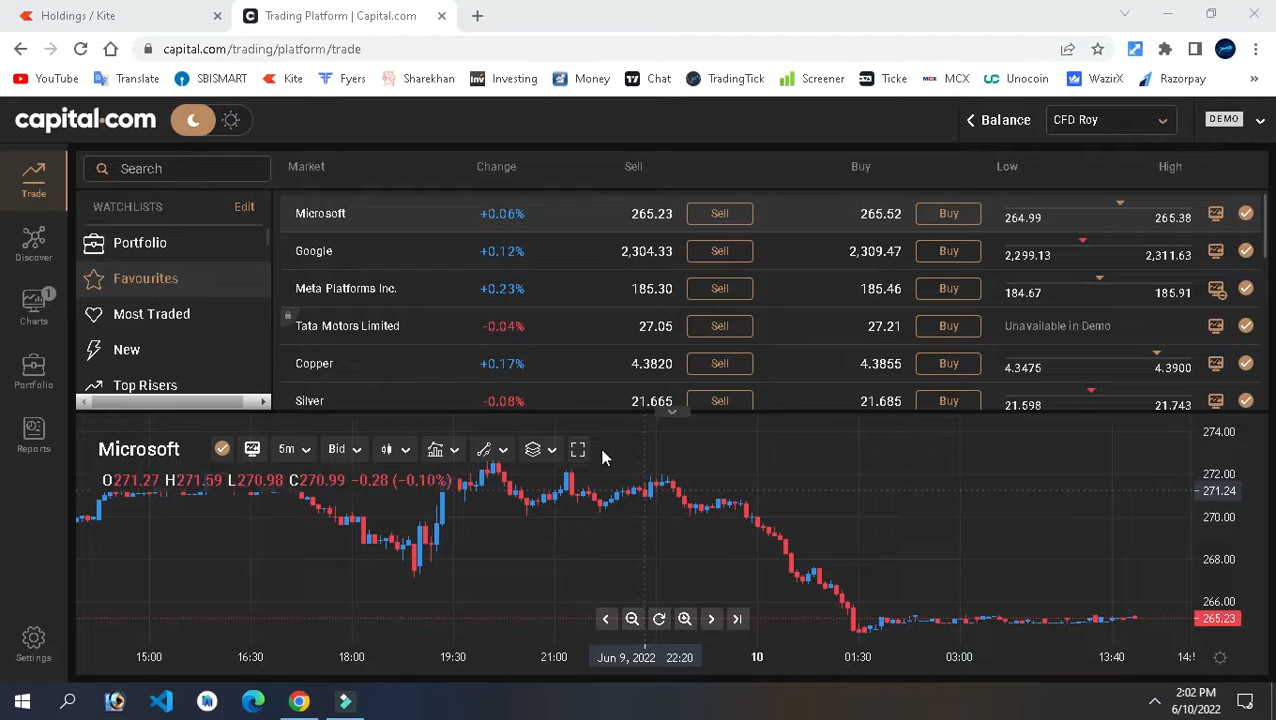 Holdings / Kite
Trading Platform | Capital.com
capital.com/trading/platform/trade
YouTube Translate SBISMART Kite Fyers Sharekhan Investing Money Chat TradingTick Screener Ticke MCX Unocoin WazirX Razorpay »
capital.com
Balance
CFD Roy
DEMO
Trade
Discover
Charts
1
Portfolio
Reports
Settings
Search
WATCHLISTS Edit
Portfolio
Favourites
Most Traded
New
Top Risers
Market Change Sell Buy Low High
Microsoft +0.06% 265.23 Sell 265.52 Buy 264.99 265.38
Google +0.12% 2,304.33 Sell 2,309.47 Buy 2,299.13 2,311.63
Meta Platforms Inc. +0.23% 185.30 Sell 185.46 Buy 184.67 185.91
Tata Motors Limited -0.04% 27.05 Sell 27.21 Buy Unavailable in Demo
Copper +0.17% 4.3820 Sell 4.3855 Buy 4.3475 4.3900
Silver -0.08% 21.665 Sell 21.685 Buy 21.598 21.743
Microsoft 5m Bid
O271.27 H271.59 L270.98 C270.99 -0.28 (-0.10%)
274.00
272.00
271.24
270.00
268.00
266.00
265.23
15:00 16:30 18:00 19:30 21:00 Jun 9, 2022 22:20 10 01:30 03:00 13:40 14:
2:02 PM
6/10/2022